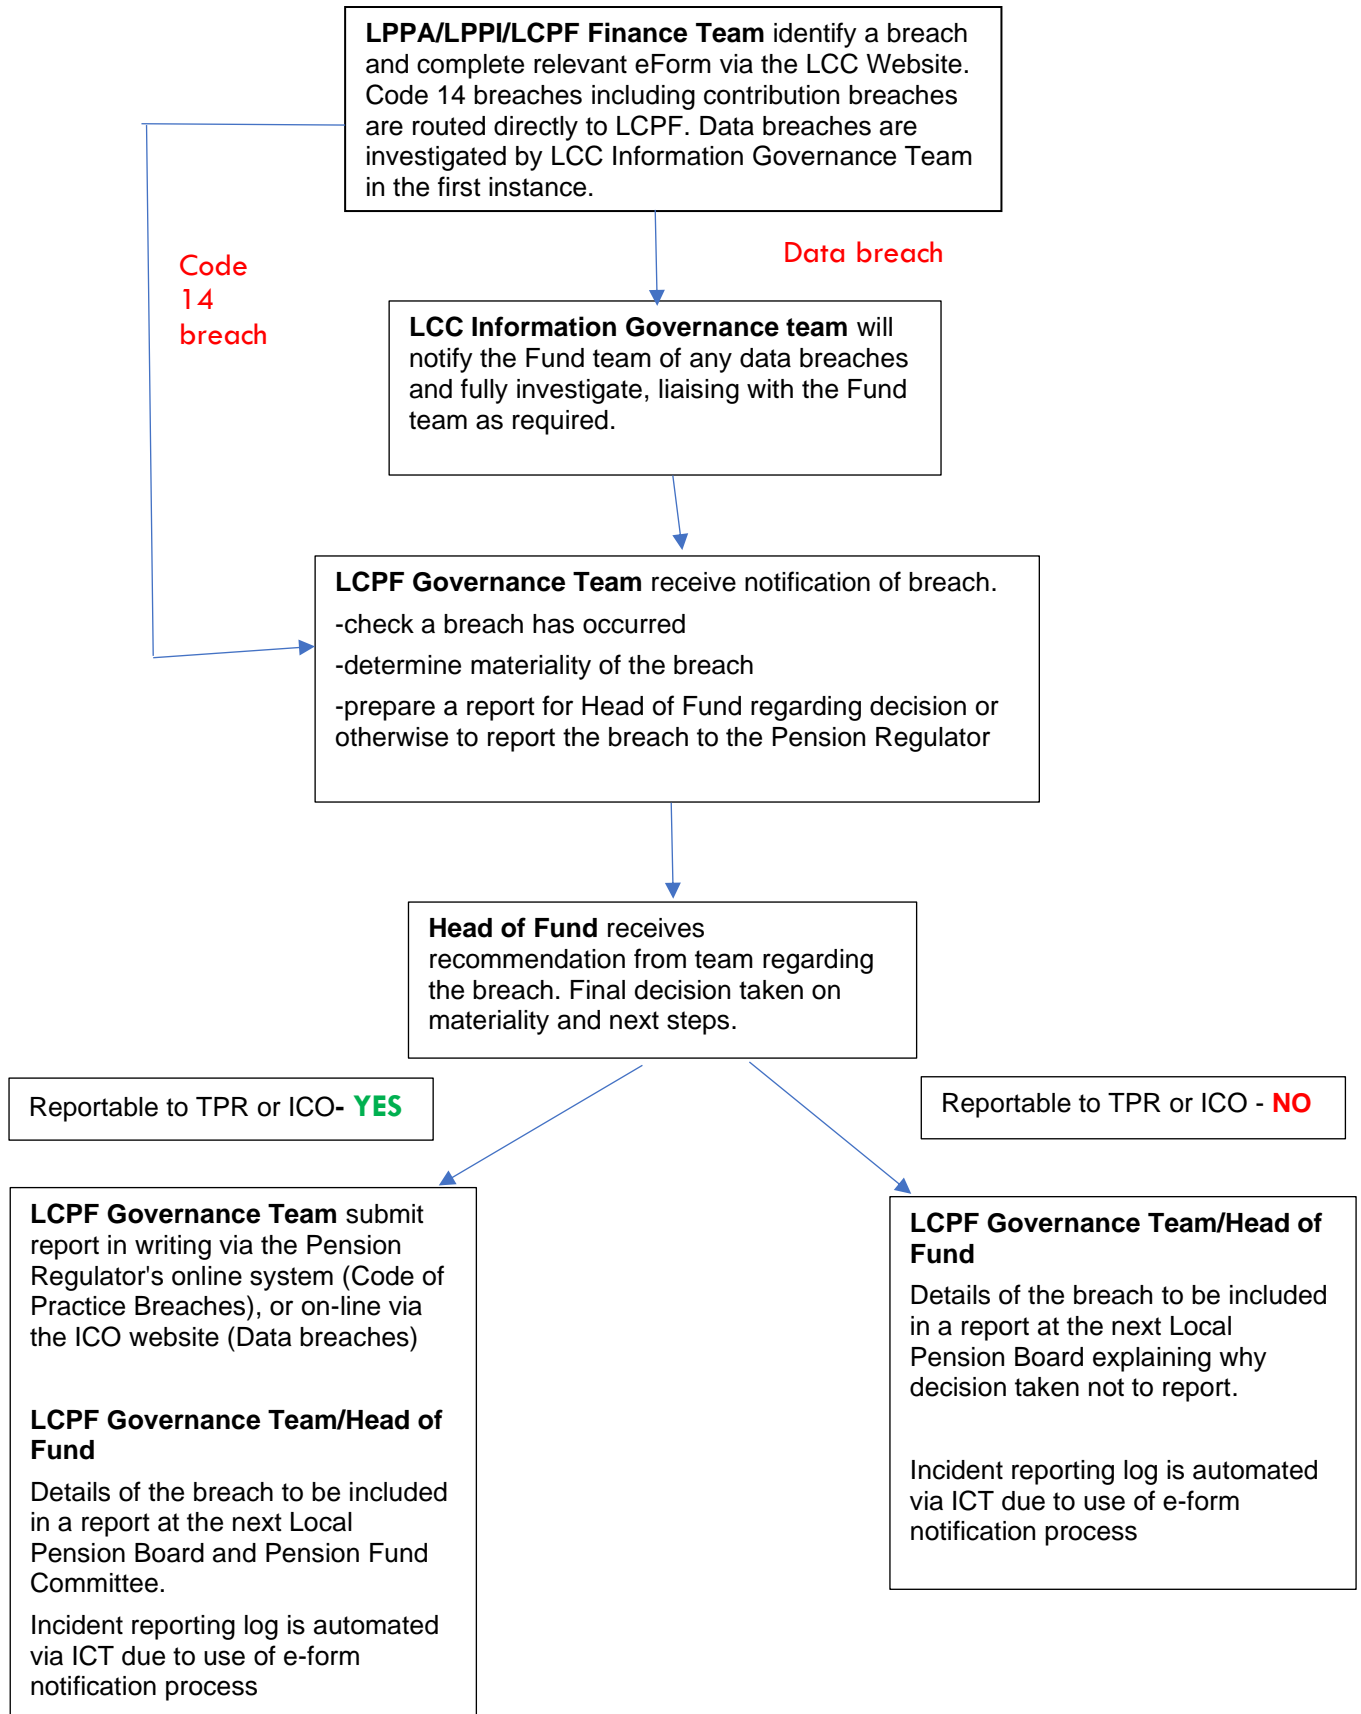 LPPA/LPPI/LCPF Finance Team identify a breach
and complete relevant eForm via the LCC Website.
Code 14 breaches including contribution breaches
are routed directly to LCPF. Data breaches are
investigated by LCC Information Governance Team
in the first instance.
Code
14
breach
Data breach
LCC Information Governance team will
notify the Fund team of any data breaches
and fully investigate, liaising with the Fund
team as required.
LCPF Governance Team receive notification of breach.
-check a breach has occurred
-determine materiality of the breach
-prepare a report for Head of Fund regarding decision or
otherwise to report the breach to the Pension Regulator
Head of Fund receives
recommendation from team regarding
the breach. Final decision taken on
materiality and next steps.
Reportable to TPR or ICO- YES
Reportable to TPR or ICO - NO
LCPF Governance Team submit
report in writing via the Pension
Regulator's online system (Code of
Practice Breaches), or on-line via
the ICO website (Data breaches)
LCPF Governance Team/Head of
Fund
Details of the breach to be included
in a report at the next Local
Pension Board and Pension Fund
Committee.
Incident reporting log is automated
via ICT due to use of e-form
notification process
LCPF Governance Team/Head of
Fund
Details of the breach to be included
in a report at the next Local
Pension Board explaining why
decision taken not to report.
Incident reporting log is automated
via ICT due to use of e-form
notification process